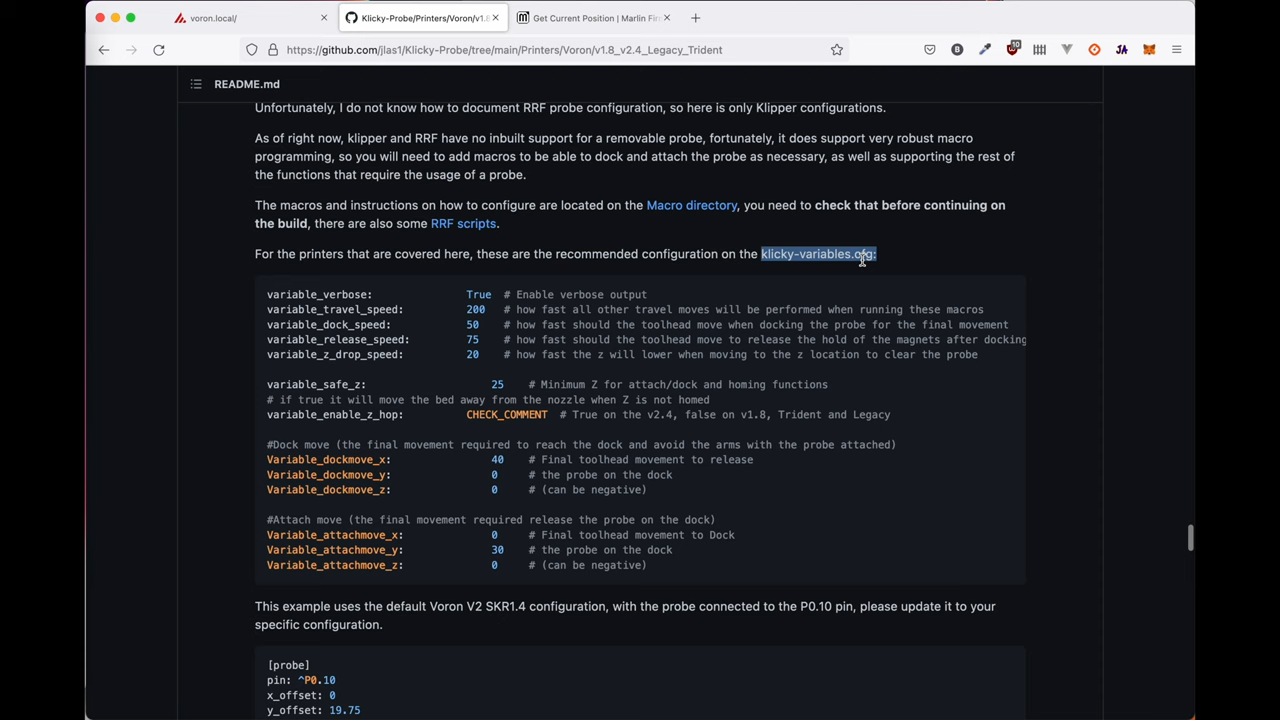 voron.local/
Klicky-Probe/Printers/Voron/v1.8
Get Current Position | Marlin Fir
https://github.com/jlas1/Klicky-Probe/tree/main/Printers/Voron/v1.8_v2.4_Legacy_Trident
10
JA
README.md
Unfortunately, I do not know how to document RRF probe configuration, so here is only Klipper configurations.
As of right now, klipper and RRF have no inbuilt support for a removable probe, fortunately, it does support very robust macro
programming, so you will need to add macros to be able to dock and attach the probe as necessary, as well as supporting the rest of
the functions that require the usage of a probe.
The macros and instructions on how to configure are located on the Macro directory, you need to check that before continuing on
the build, there are also some RRF scripts.
For the printers that are covered here, these are the recommended configuration on the klicky-variables.cfg:
variable_verbose: True # Enable verbose output
variable_travel_speed: 200 # how fast all other travel moves will be performed when running these macros
variable_dock_speed: 50 # how fast should the toolhead move when docking the probe for the final movement
variable_release_speed: 75 # how fast should the toolhead move to release the hold of the magnets after docking
variable_z_drop_speed: 20 # how fast the z will lower when moving to the z location to clear the probe
variable_safe_z: 25 # Minimum Z for attach/dock and homing functions
# if true it will move the bed away from the nozzle when Z is not homed
variable_enable_z_hop: CHECK_COMMENT # True on the v2.4, false on v1.8, Trident and Legacy
#Dock move (the final movement required to reach the dock and avoid the arms with the probe attached)
Variable_dockmove_x: 40 # Final toolhead movement to release
Variable_dockmove_y: 0 # the probe on the dock
Variable_dockmove_z: 0 # (can be negative)
#Attach move (the final movement required release the probe on the dock)
Variable_attachmove_x: 0 # Final toolhead movement to Dock
Variable_attachmove_y: 30 # the probe on the dock
Variable_attachmove_z: 0 # (can be negative)
This example uses the default Voron V2 SKR1.4 configuration, with the probe connected to the P0.10 pin, please update it to your
specific configuration.
[probe]
pin: ^P0.10
x_offset: 0
y_offset: 19.75